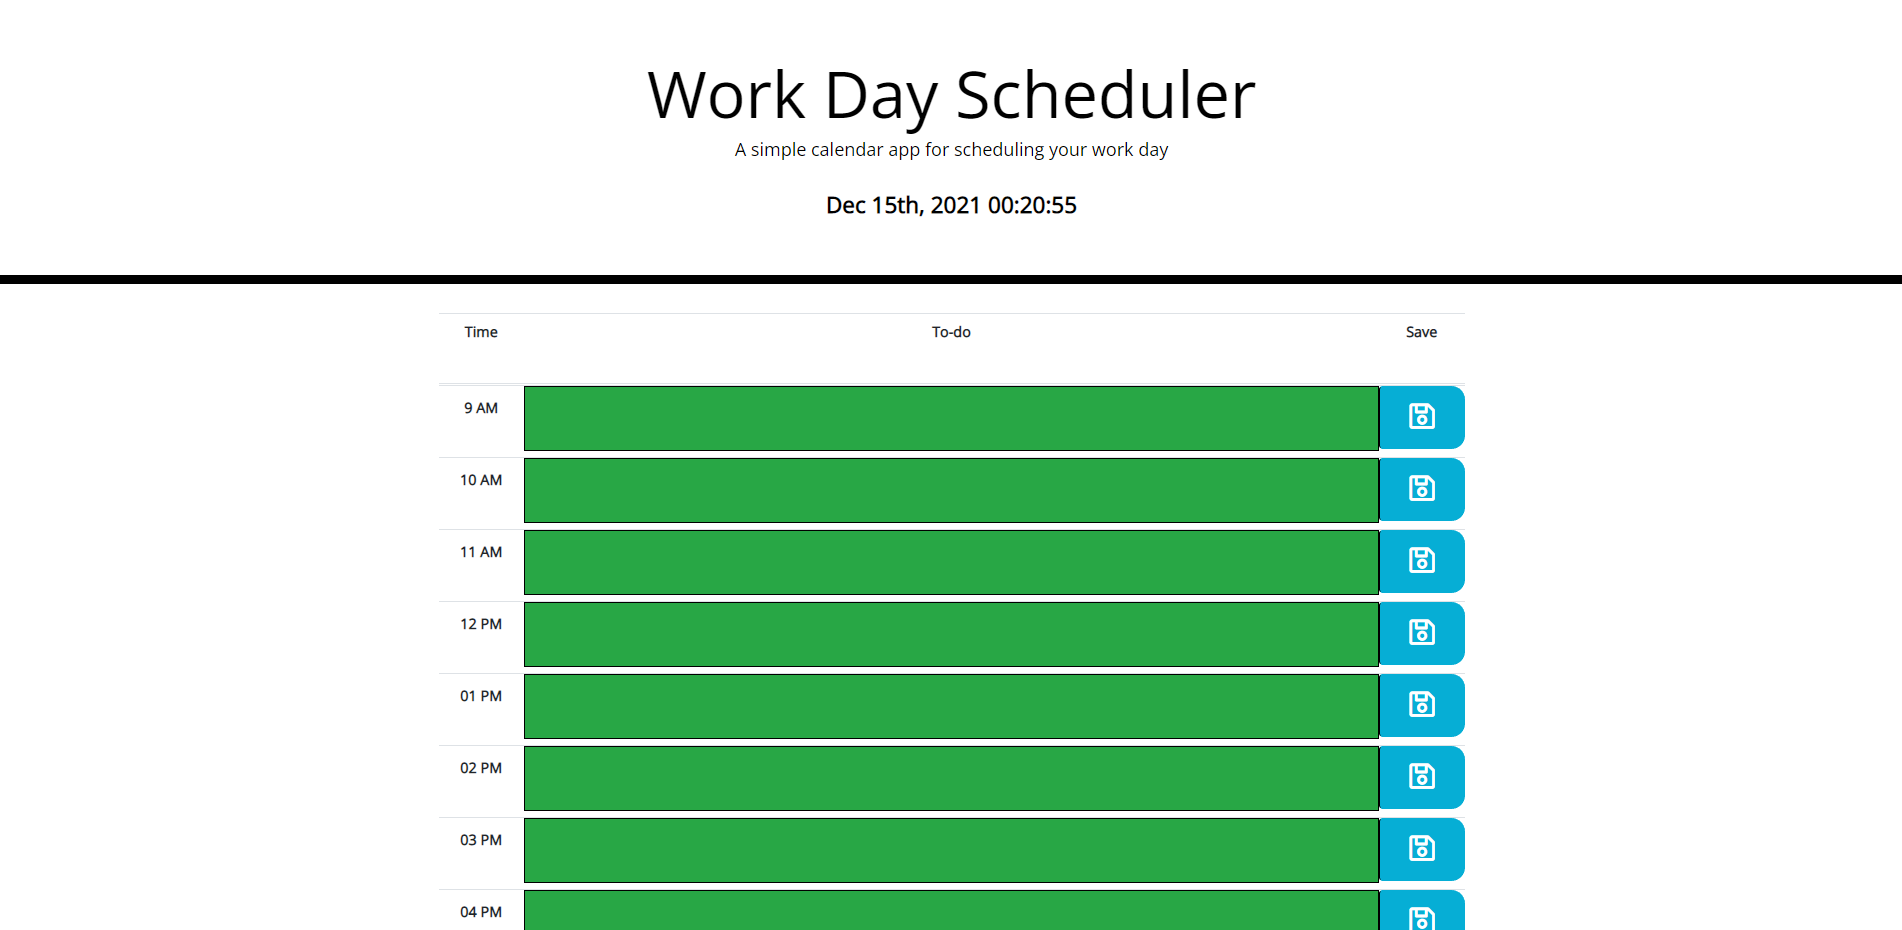 Work Day Scheduler
A simple calendar app for scheduling your work day
Dec 15th, 2021 00:20:55
Time To-do Save
9 AM
10 AM
11 AM
12 PM
01 PM
02 PM
03 PM
04 PM